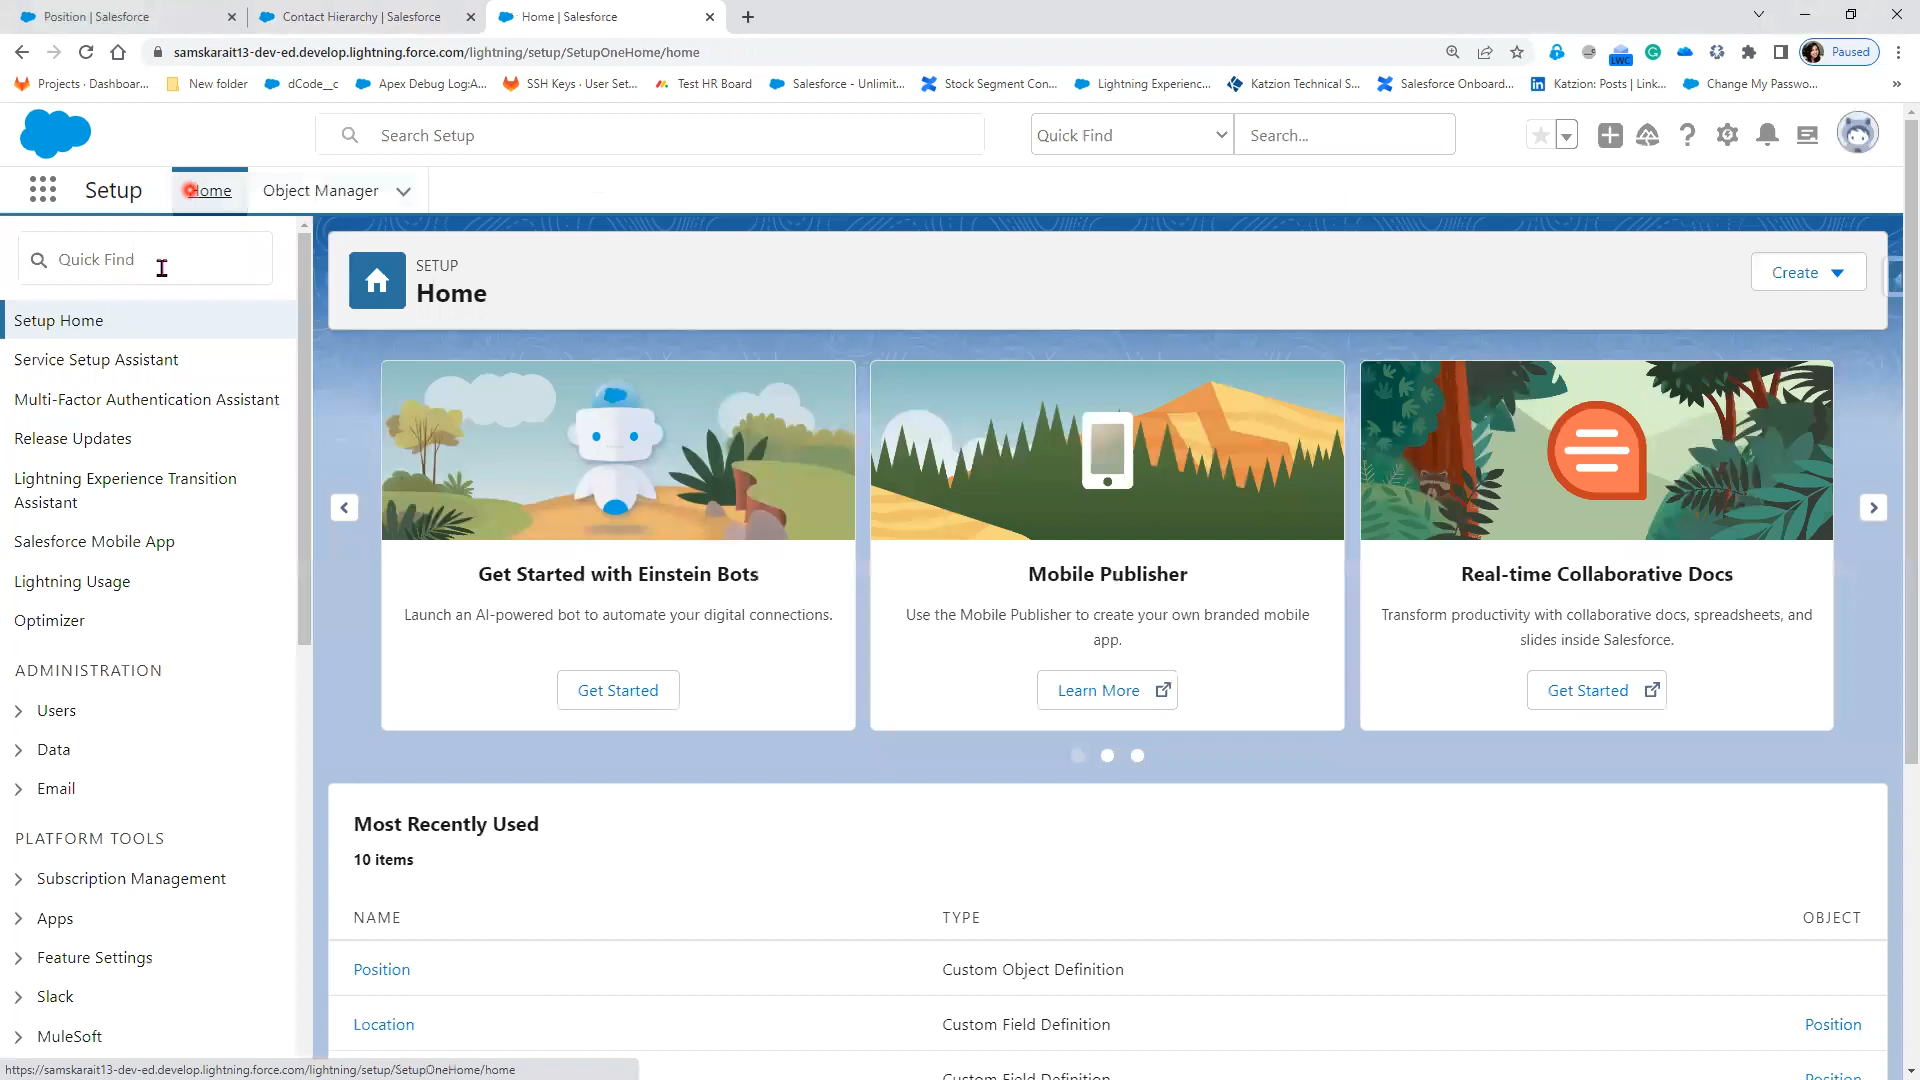 Position | Salesforce
Contact Hierarchy | Salesforce
Home | Salesforce
samskarait13-dev-ed.develop.lightning.force.com/lightning/setup/SetupOneHome/home
Paused
Projects · Dashboar...
New folder
dCode__c
Apex Debug Log:A...
SSH Keys · User Set...
Test HR Board
Salesforce - Unlimit...
Stock Segment Con...
Lightning Experienc...
Katzion Technical S...
Salesforce Onboard...
Katzion: Posts | Link...
Change My Passwo...
Search Setup
Quick Find
Search...
Setup
Home
Object Manager
Quick Find
Setup Home
Service Setup Assistant
Multi-Factor Authentication Assistant
Release Updates
Lightning Experience Transition
Assistant
Salesforce Mobile App
Lightning Usage
Optimizer
ADMINISTRATION
Users
Data
Email
PLATFORM TOOLS
Subscription Management
Apps
Feature Settings
Slack
MuleSoft
SETUP
Home
Create
Get Started with Einstein Bots
Launch an AI-powered bot to automate your digital connections.
Get Started
Mobile Publisher
Use the Mobile Publisher to create your own branded mobile
app.
Learn More
Real-time Collaborative Docs
Transform productivity with collaborative docs, spreadsheets, and
slides inside Salesforce.
Get Started
Most Recently Used
10 items
NAME
TYPE
OBJECT
Position
Custom Object Definition
Location
Custom Field Definition
Position
Custom Field Definition
Position
https://samskarait13-dev-ed.develop.lightning.force.com/lightning/setup/SetupOneHome/home